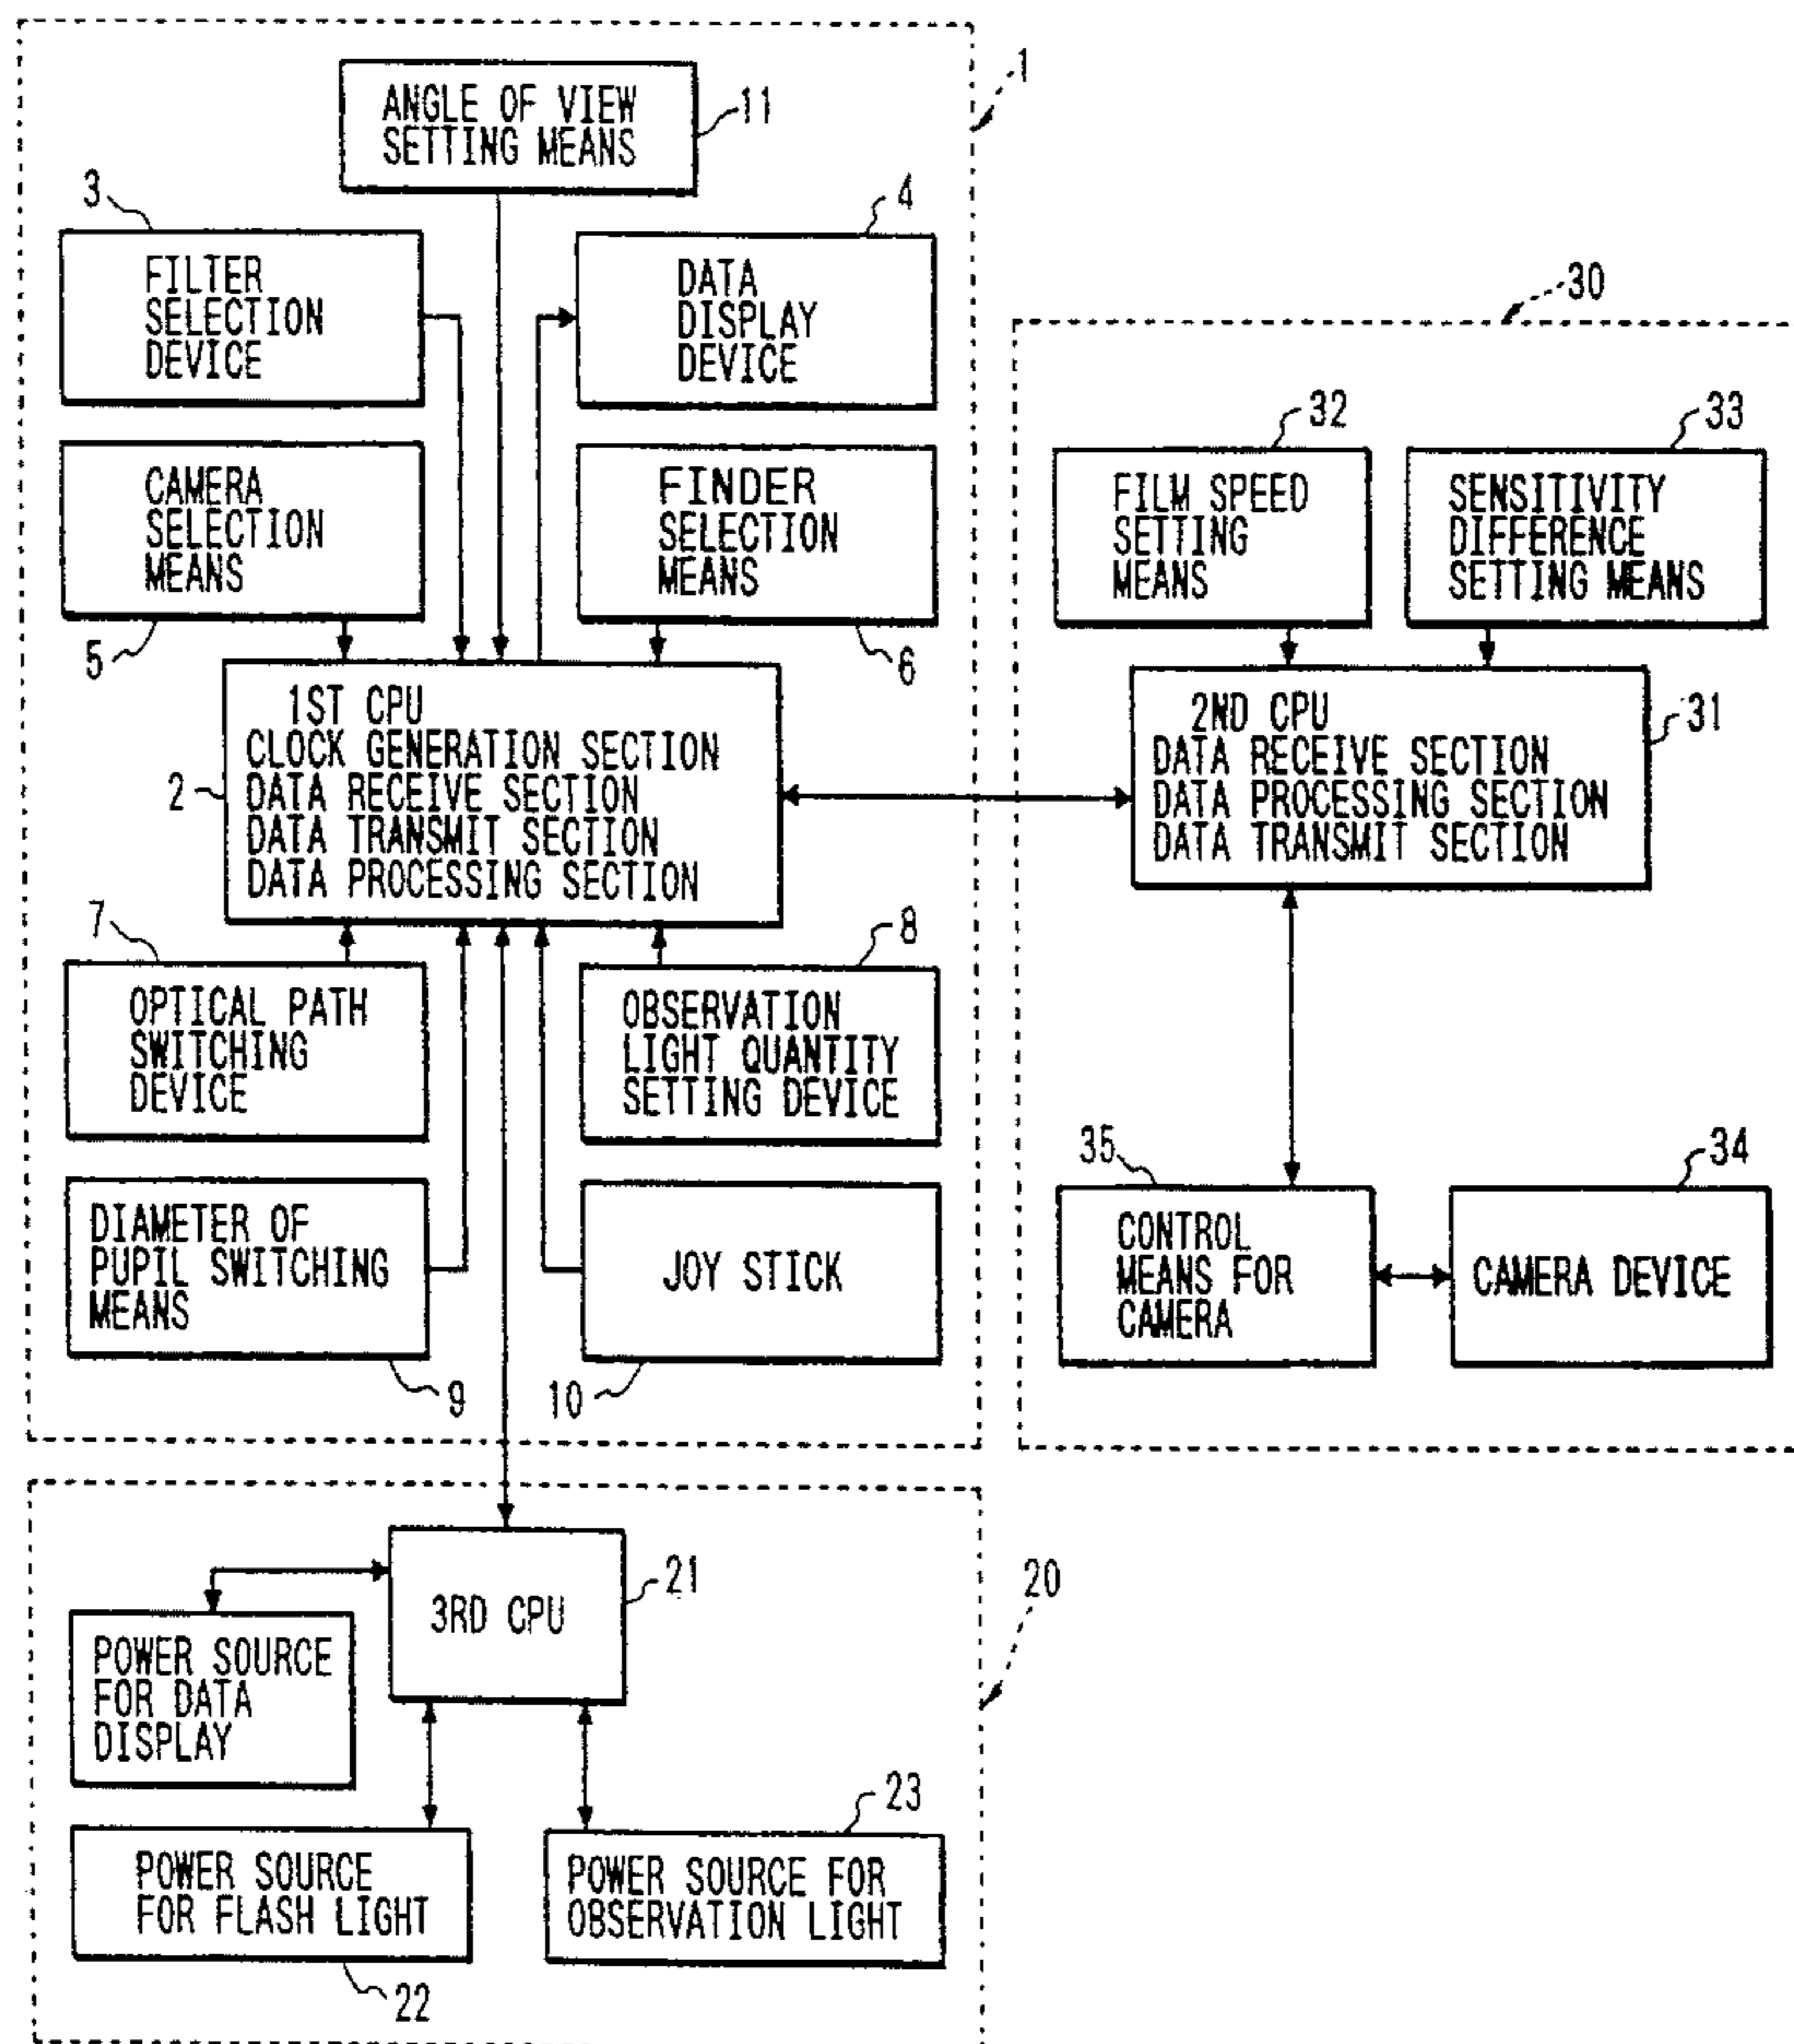 1
ANGLE OF VIEW
SETTING MEANS
11
3
FILTER
SELECTION
DEVICE
4
DATA
DISPLAY
DEVICE
CAMERA
SELECTION
MEANS
5
FINDER
SELECTION
MEANS
6
1ST CPU
CLOCK GENERATION SECTION
DATA RECEIVE SECTION
DATA TRANSMIT SECTION
DATA PROCESSING SECTION
2
7
OPTICAL PATH
SWITCHING
DEVICE
8
OBSERVATION
LIGHT QUANTITY
SETTING DEVICE
DIAMETER OF
PUPIL SWITCHING
MEANS
9
JOY STICK
10
30
32
FILM SPEED
SETTING
MEANS
33
SENSITIVITY
DIFFERENCE
SETTING MEANS
2ND CPU
DATA RECEIVE SECTION
DATA PROCESSING SECTION
DATA TRANSMIT SECTION
31
35
CONTROL
MEANS FOR
CAMERA
34
CAMERA DEVICE
20
3RD CPU
21
POWER SOURCE
FOR DATA
DISPLAY
POWER SOURCE
FOR FLASH LIGHT
22
23
POWER SOURCE FOR
OBSERVATION LIGHT